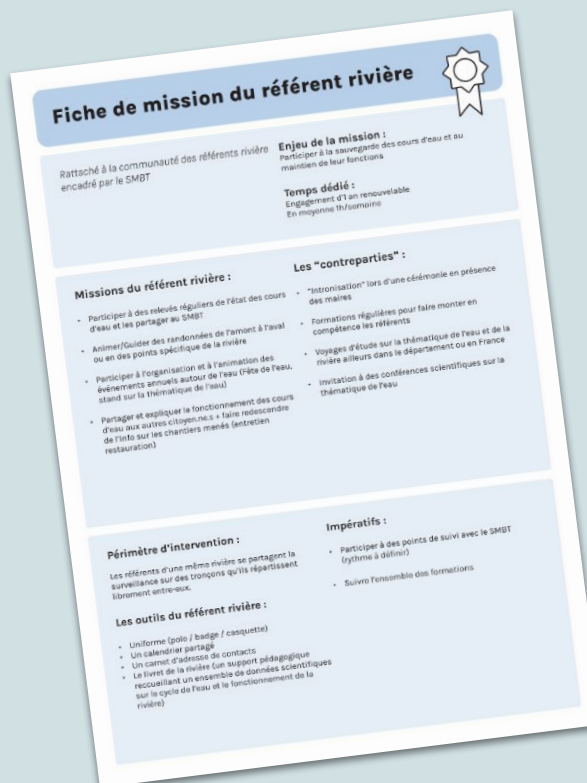 Fiche de mission du référent rivière
Rattaché à la communauté des référents rivière
encadré par le SMBT
Enjeu de la mission :
Participer à la sauvegarde des cours d'eau et au
maintien de leur fonctions
Temps dédié :
Engagement d'1 an renouvelable
En moyenne 1h/semaine
Missions du référent rivière :
• Participer à des relevés réguliers de l'état des cours
d'eau et les partager au SMBT
• Animer/Guider des randonnées de l'amont à l'aval
ou en des points spécifique de la rivière
• Participer à l'organisation et à l'animation des
événements annuels autour de l'eau (Fête de l'eau,
stand sur la thématique de l'eau)
• Partager et expliquer le fonctionnement des cours
d'eau aux autres citoyen.ne.s + faire redescendre
de l'info sur les chantiers menés (entretien
restauration)
Les "contreparties" :
• "Intronisation" lors d'une cérémonie en présence
des maires
• Formations régulières pour faire monter en
compétence les référents
• Voyages d'étude sur la thématique de l'eau et de la
rivière ailleurs dans le département ou en France
• Invitation à des conférences scientifiques sur la
thématique de l'eau
Périmètre d'intervention :
Les référents d'une même rivière se partagent la
surveillance sur des tronçons qu'ils répartissent
librement entre-eux.
Les outils du référent rivière :
• Uniforme (polo / badge / casquette)
• Un calendrier partagé
• Un carnet d'adresse de contacts
• Le livret de la rivière (un support pédagogique
reccueillant un ensemble de données scientifiques
sur le cycle de l'eau et le fonctionnement de la
rivière)
Impératifs :
• Participer à des points de suivi avec le SMBT
(rythme à définir)
• Suivre l'ensemble des formations